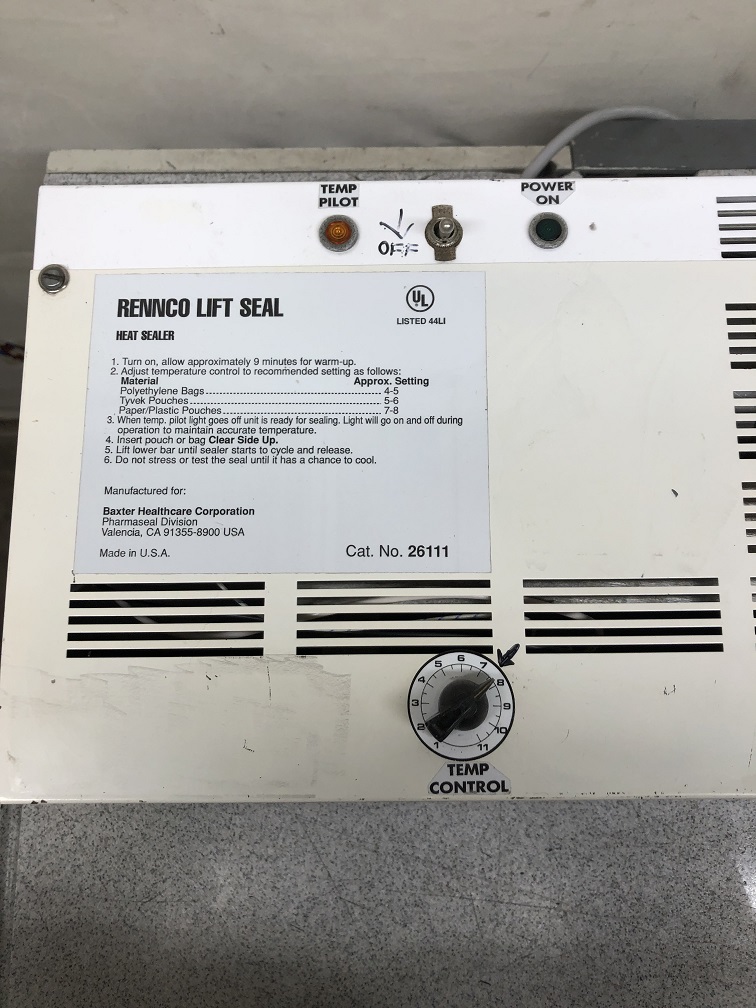 TEMP
PILOT
OFF
POWER
ON
RENNCO LIFT SEAL
HEAT SEALER
UL
LISTED 44LI
1. Turn on, allow approximately 9 minutes for warm-up.
2. Adjust temperature control to recommended setting as follows:
Material Approx. Setting
Polyethylene Bags 4-5
Tyvek Pouches 5-6
Paper/Plastic Pouches 7-8
3. When temp. pilot light goes off unit is ready for sealing. Light will go on and off during
operation to maintain accurate temperature.
4. Insert pouch or bag Clear Side Up.
5. Lift lower bar until sealer starts to cycle and release.
6. Do not stress or test the seal until it has a chance to cool.
Manufactured for:
Baxter Healthcare Corporation
Pharmaseal Division
Valencia, CA 91355-8900 USA
Made in U.S.A. Cat. No. 26111
1 2 3 4 5 6 7 8 9 10 11
TEMP
CONTROL